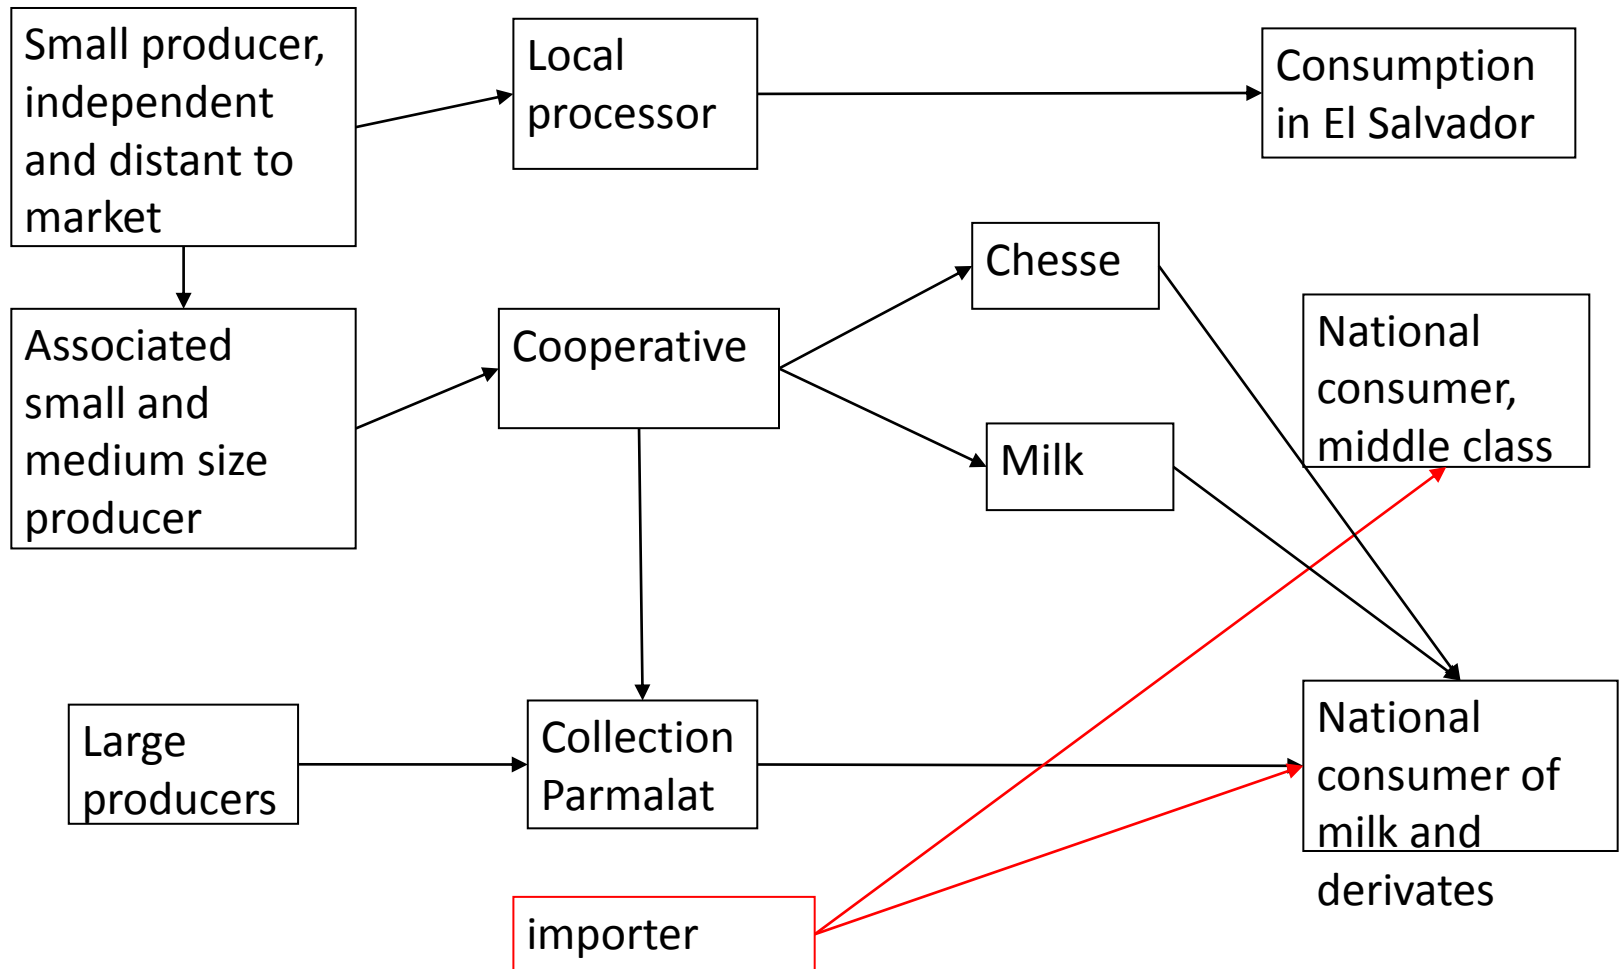 Small producer,
independent
and distant to
market
Local
processor
Consumption
in El Salvador
Associated
small and
medium size
producer
Cooperative
Chesse
Milk
National
consumer,
middle class
Large
producers
Collection
Parmalat
National
consumer of
milk and
derivates
importer